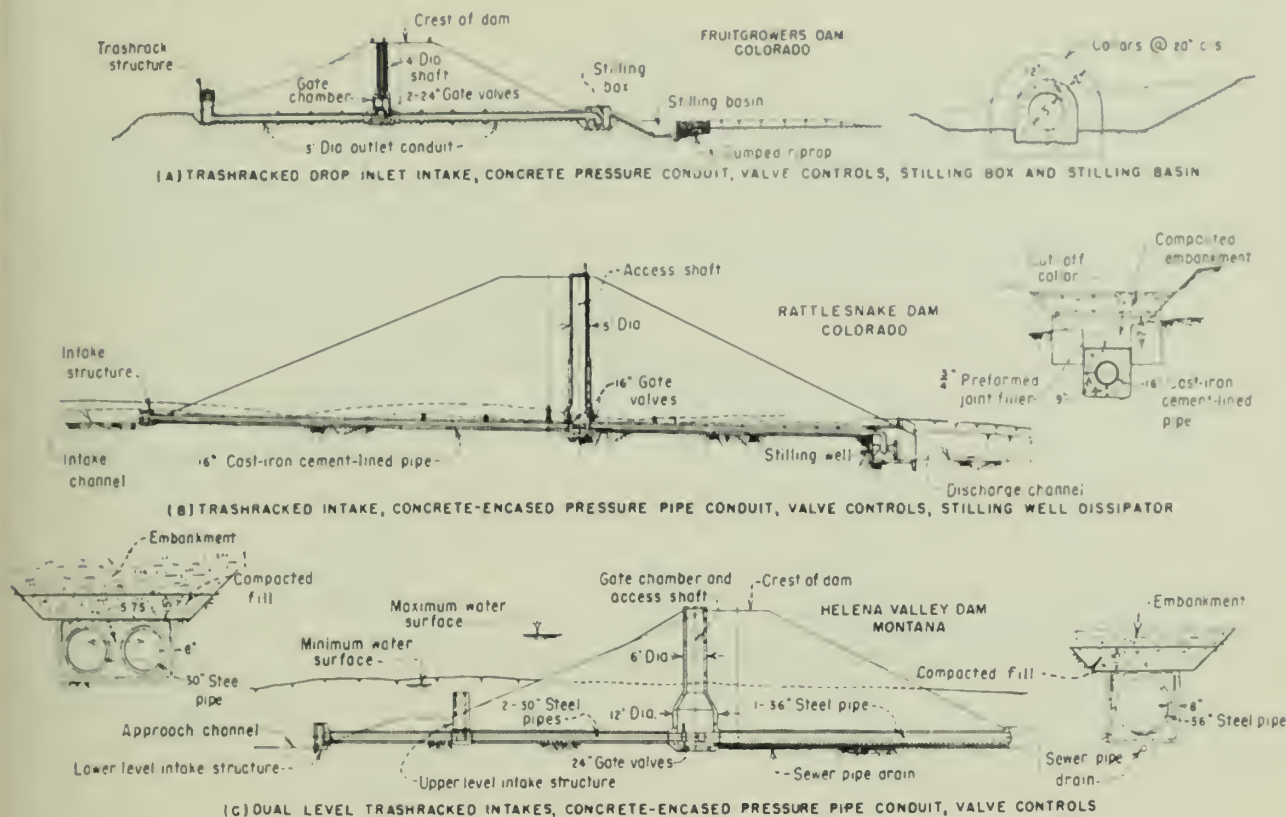 Crest of dam
FRUITGROWERS DAM
COLORADO
Trashrack
structure
Dia
shaft
Gate
chamber
2-24" Gate valves
Stilling
box
Stilling basin
Dia outlet conduit
riprop
@ 20'
12"
(A) TRASHRACKED DROP INLET INTAKE, CONCRETE PRESSURE CONDUIT, VALVE CONTROLS, STILLING BOX AND STILLING BASIN
Access shaft
5' Dia
RATTLESNAKE DAM
COLORADO
Intake
structure
16" Gate
valves
Intake
channel
16" Cast-iron cement-lined pipe
Stilling well
Discharge channel
Cut off
collar
Compacted
embankment
3/4" Preformed
joint filler
9"
16" Cast-iron
cement-lined
pipe
(B) TRASHRACKED INTAKE, CONCRETE-ENCASED PRESSURE PIPE CONDUIT, VALVE CONTROLS, STILLING WELL DISSIPATOR
Embankment
Compacted
fill
5.75
6"
pipe
Maximum water
surface
Minimum water
surface
Gate chamber and
access shaft
Crest of dam
HELENA VALLEY DAM
MONTANA
6' Dia
2-30" Steel
pipes
12' Dia.
1-36" Steel pipe
Approach channel
Lower level intake structure
Upper level intake structure
24" Gate valves
Sewer pipe drain
Embankment
Compacted fill
6"
36" Steel pipe
Sewer pipe
drain
(C) DUAL LEVEL TRASHRACKED INTAKES, CONCRETE-ENCASED PRESSURE PIPE CONDUIT, VALVE CONTROLS